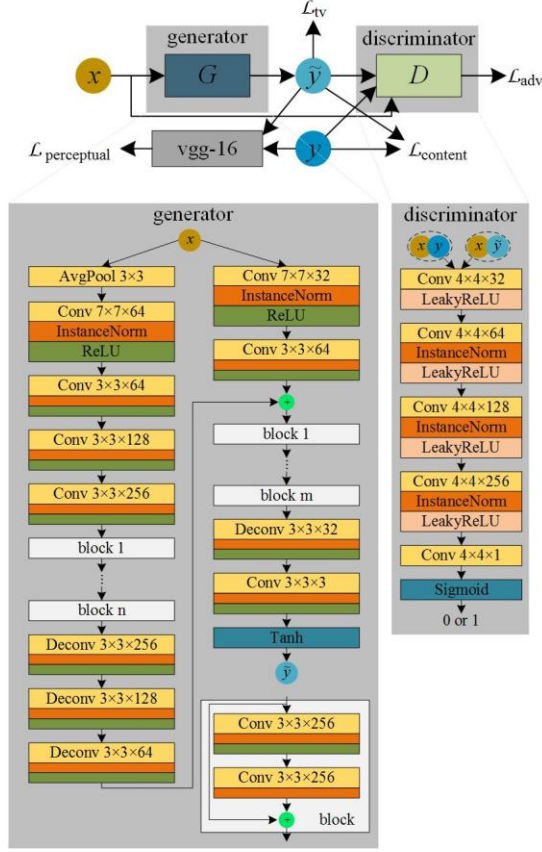 ℒtv
generator
discriminator
x
G
ỹ
D
ℒadv
ℒ perceptual
vgg-16
y
ℒcontent
generator
x
AvgPool 3×3
Conv 7×7×64
InstanceNorm
ReLU
Conv 3×3×64
Conv 3×3×128
Conv 3×3×256
block 1
block n
Deconv 3×3×256
Deconv 3×3×128
Deconv 3×3×64
Conv 7×7×32
InstanceNorm
ReLU
Conv 3×3×64
+
block 1
block m
Deconv 3×3×32
Conv 3×3×3
Tanh
ỹ
Conv 3×3×256
Conv 3×3×256
+
block
discriminator
x y x ỹ
Conv 4×4×32
LeakyReLU
Conv 4×4×64
InstanceNorm
LeakyReLU
Conv 4×4×128
InstanceNorm
LeakyReLU
Conv 4×4×256
InstanceNorm
LeakyReLU
Conv 4×4×1
Sigmoid
0 or 1